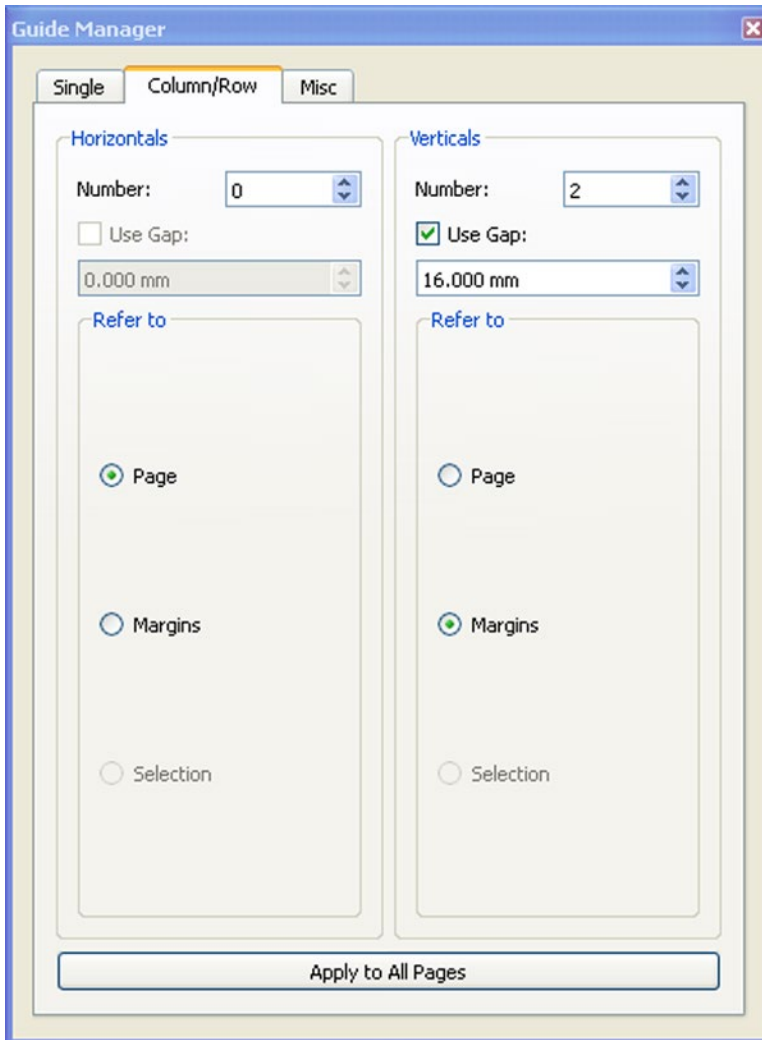 Guide Manager
Single
Column/Row
Misc
Horizontals
Number:
0
Use Gap:
0.000 mm
Refer to
Page
Margins
Selection
Verticals
Number:
2
Use Gap:
16.000 mm
Refer to
Page
Margins
Selection
Apply to All Pages